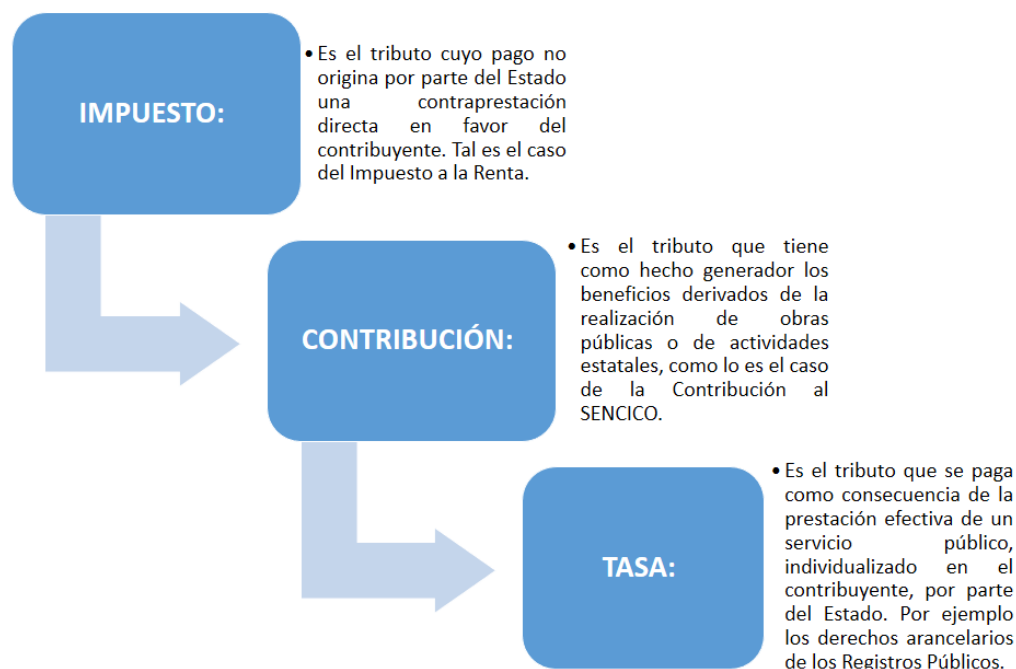 IMPUESTO:
• Es el tributo cuyo pago no
origina por parte del Estado
una contraprestación
directa en favor del
contribuyente. Tal es el caso
del Impuesto a la Renta.
CONTRIBUCIÓN:
• Es el tributo que tiene
como hecho generador los
beneficios derivados de la
realización de obras
públicas o de actividades
estatales, como lo es el caso
de la Contribución al
SENCICO.
TASA:
• Es el tributo que se paga
como consecuencia de la
prestación efectiva de un
servicio público,
individualizado en el
contribuyente, por parte
del Estado. Por ejemplo
los derechos arancelarios
de los Registros Públicos.